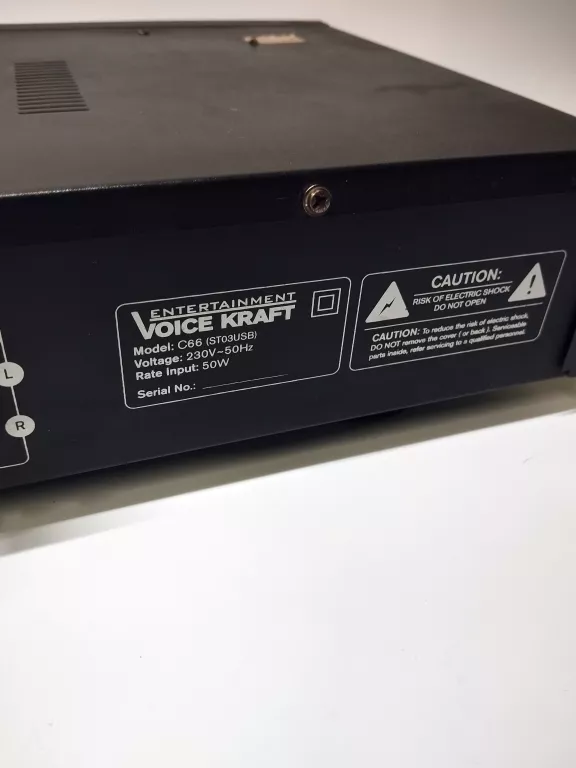 ENTERTAINMENT
VOICE KRAFT
Model: C66 (ST03USB)
Voltage: 230V~50Hz
Rate Input: 50W
Serial No.:
CAUTION:
RISK OF ELECTRIC SHOCK
DO NOT OPEN
CAUTION: To reduce the risk of electric shock,
DO NOT remove the cover ( or back ). Serviceable
parts inside, refer servicing to a qualified personnel.
L
R